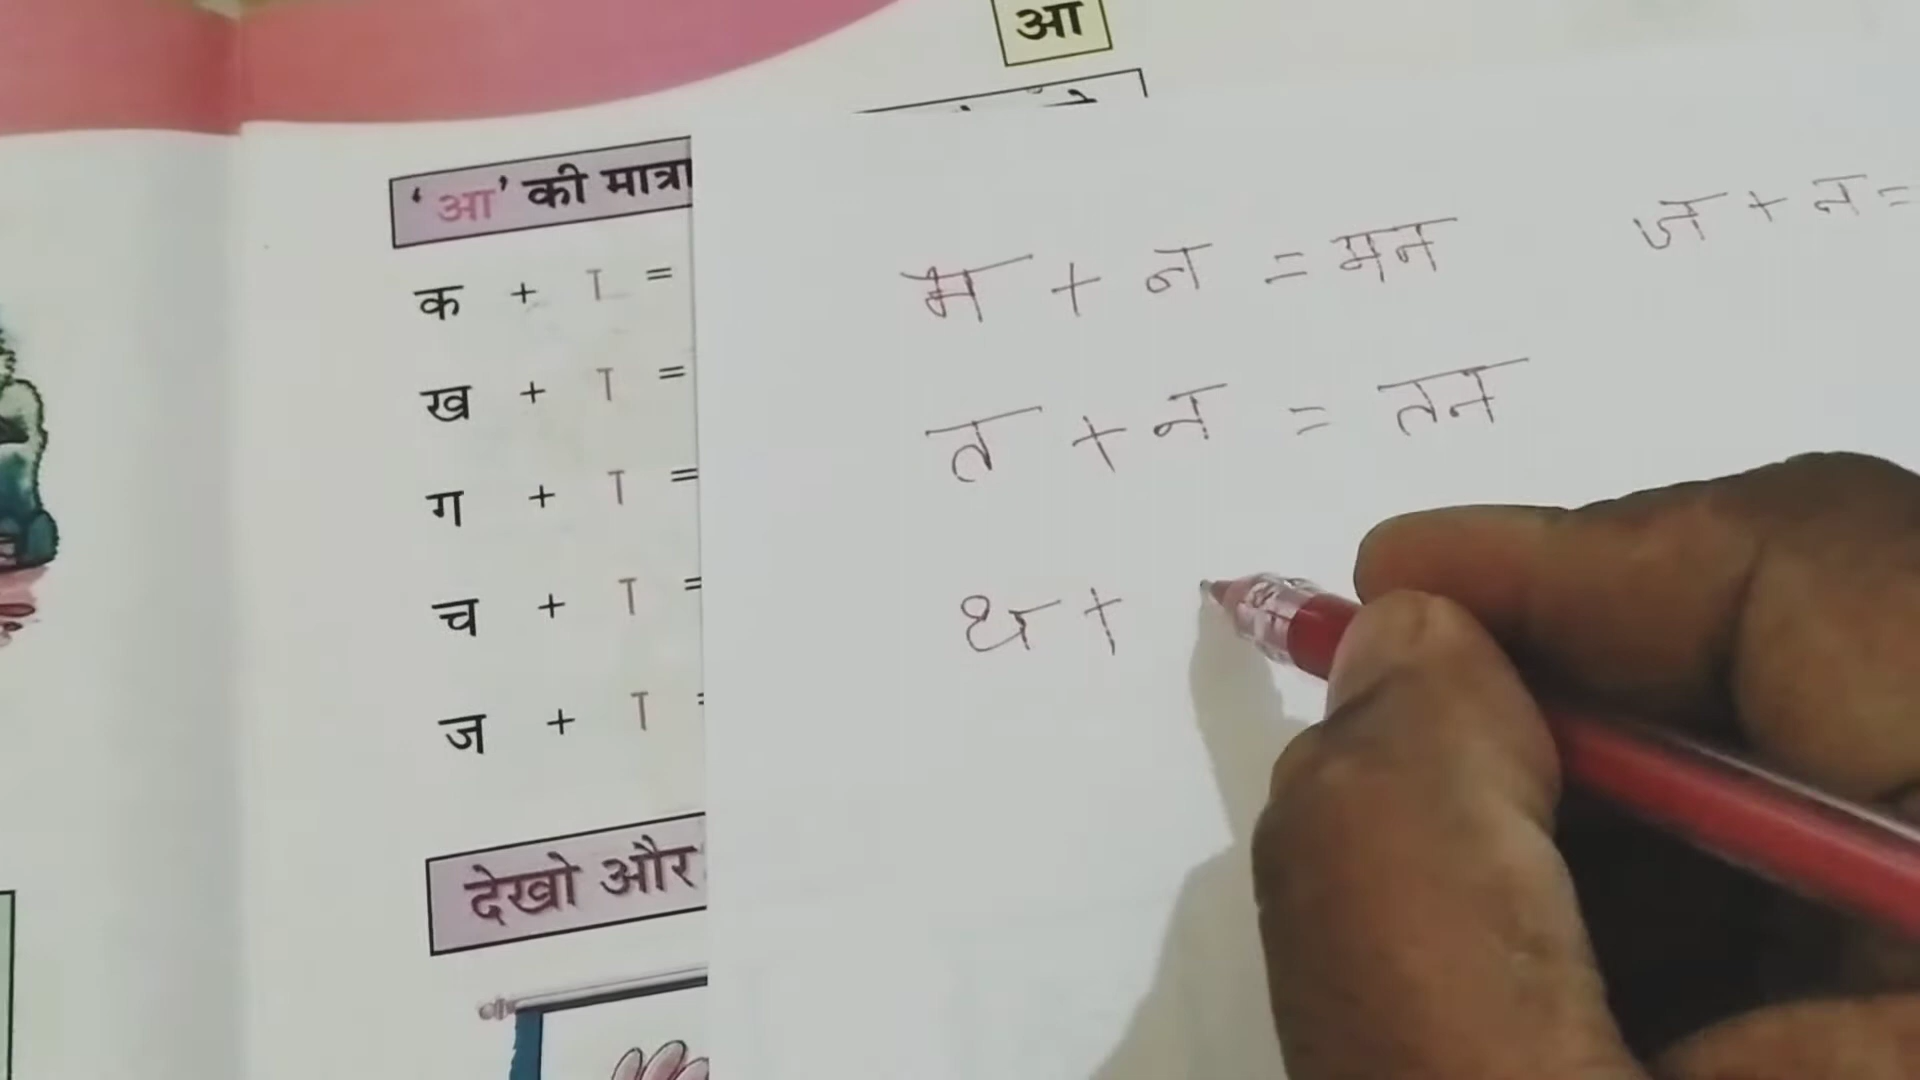 आ
'आ' की मात्रा
क + ा =
ख + ा =
ग + ा =
च + ा =
ज + ा =
देखो और
म + न = मन
ज + न =
त + न = तन
ध +